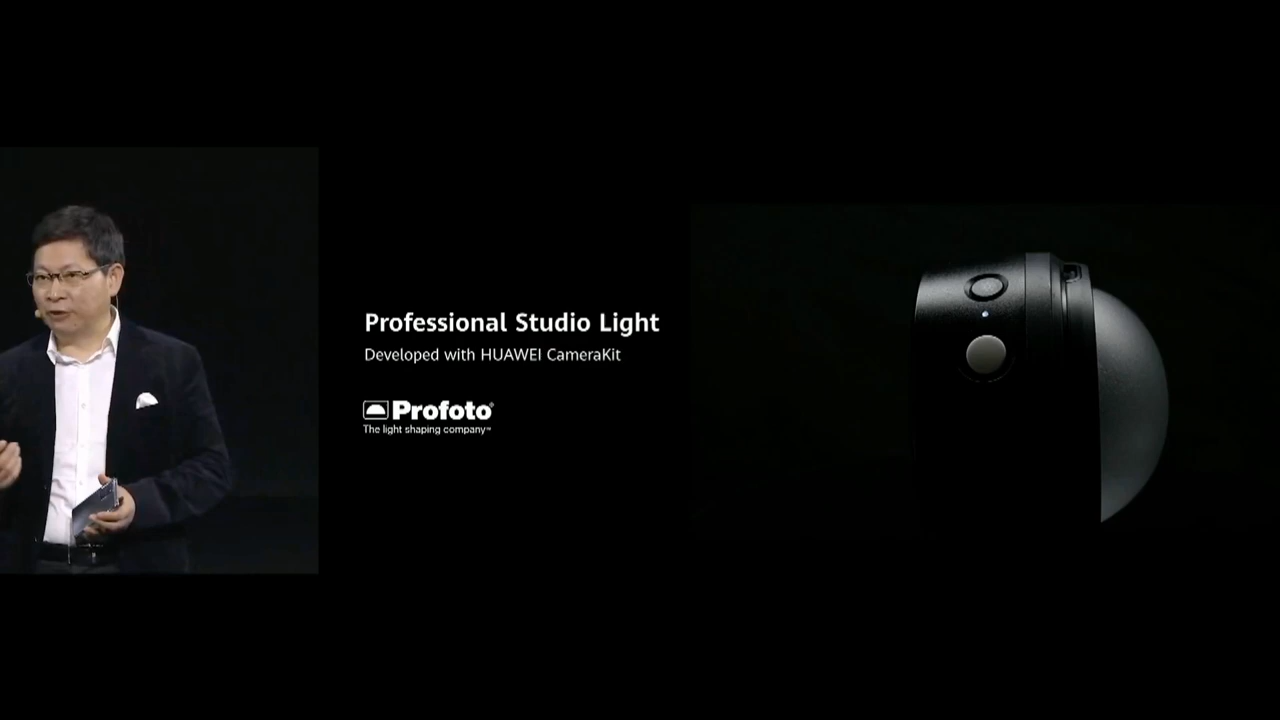 Professional Studio Light
Developed with HUAWEI CameraKit
Profoto®
The light shaping company™